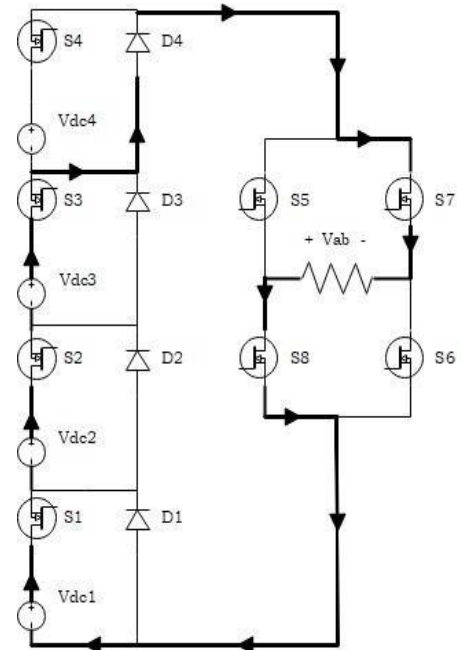 S4
D4
Vdc4
S3
D3
S5
S7
+ Vab -
Vdc3
S2
D2
S8
S6
Vdc2
S1
D1
Vdc1